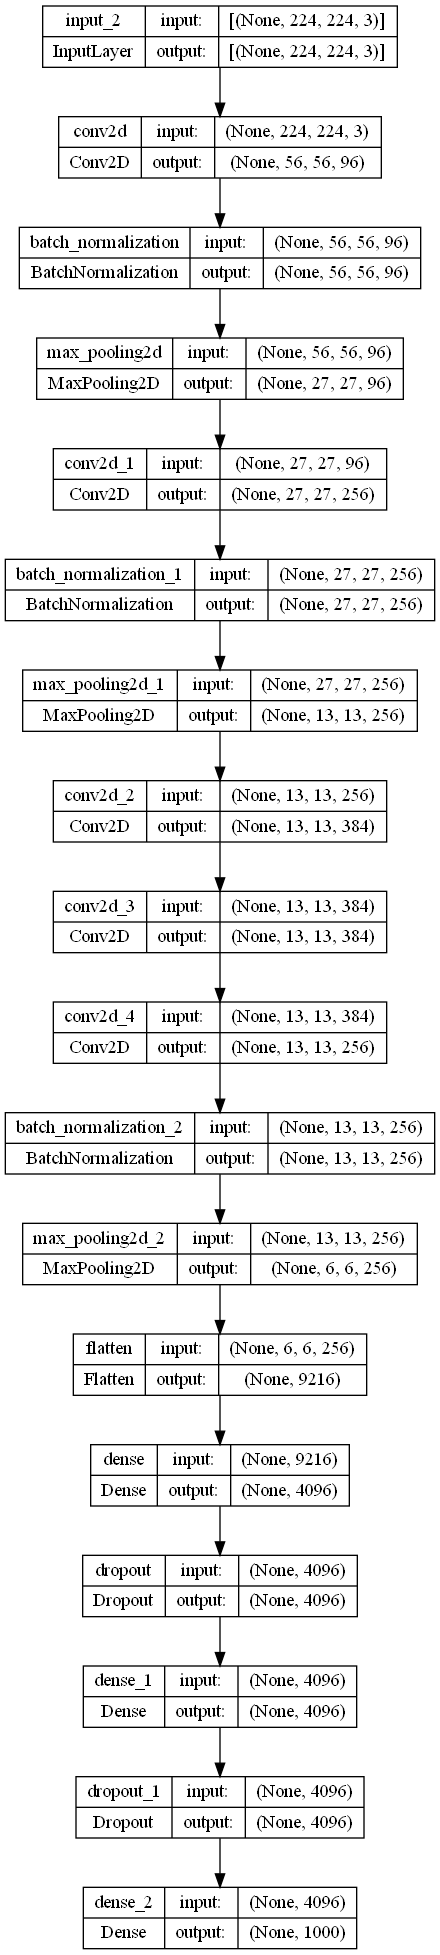 input_2 input: [(None, 224, 224, 3)]
InputLayer output: [(None, 224, 224, 3)]
conv2d input: (None, 224, 224, 3)
Conv2D output: (None, 56, 56, 96)
batch_normalization input: (None, 56, 56, 96)
BatchNormalization output: (None, 56, 56, 96)
max_pooling2d input: (None, 56, 56, 96)
MaxPooling2D output: (None, 27, 27, 96)
conv2d_1 input: (None, 27, 27, 96)
Conv2D output: (None, 27, 27, 256)
batch_normalization_1 input: (None, 27, 27, 256)
BatchNormalization output: (None, 27, 27, 256)
max_pooling2d_1 input: (None, 27, 27, 256)
MaxPooling2D output: (None, 13, 13, 256)
conv2d_2 input: (None, 13, 13, 256)
Conv2D output: (None, 13, 13, 384)
conv2d_3 input: (None, 13, 13, 384)
Conv2D output: (None, 13, 13, 384)
conv2d_4 input: (None, 13, 13, 384)
Conv2D output: (None, 13, 13, 256)
batch_normalization_2 input: (None, 13, 13, 256)
BatchNormalization output: (None, 13, 13, 256)
max_pooling2d_2 input: (None, 13, 13, 256)
MaxPooling2D output: (None, 6, 6, 256)
flatten input: (None, 6, 6, 256)
Flatten output: (None, 9216)
dense input: (None, 9216)
Dense output: (None, 4096)
dropout input: (None, 4096)
Dropout output: (None, 4096)
dense_1 input: (None, 4096)
Dense output: (None, 4096)
dropout_1 input: (None, 4096)
Dropout output: (None, 4096)
dense_2 input: (None, 4096)
Dense output: (None, 1000)